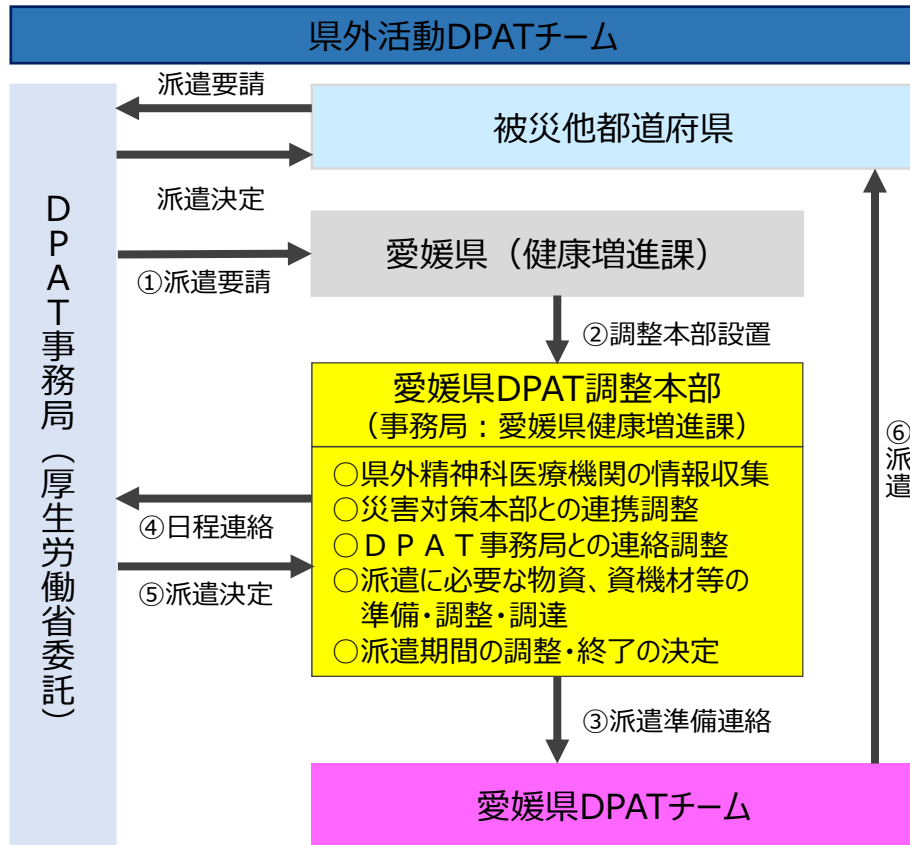 県外活動DPATチーム
派遣要請
被災他都道府県
派遣決定
DPAT事務局（厚生労働省委託）
①派遣要請
愛媛県（健康増進課）
②調整本部設置
愛媛県DPAT調整本部
（事務局：愛媛県健康増進課）
○県外精神科医療機関の情報収集
○災害対策本部との連携調整
○ＤＰＡＴ事務局との連絡調整
○派遣に必要な物資、資機材等の
準備・調整・調達
○派遣期間の調整・終了の決定
④日程連絡
⑤派遣決定
⑥派遣
③派遣準備連絡
愛媛県DPATチーム